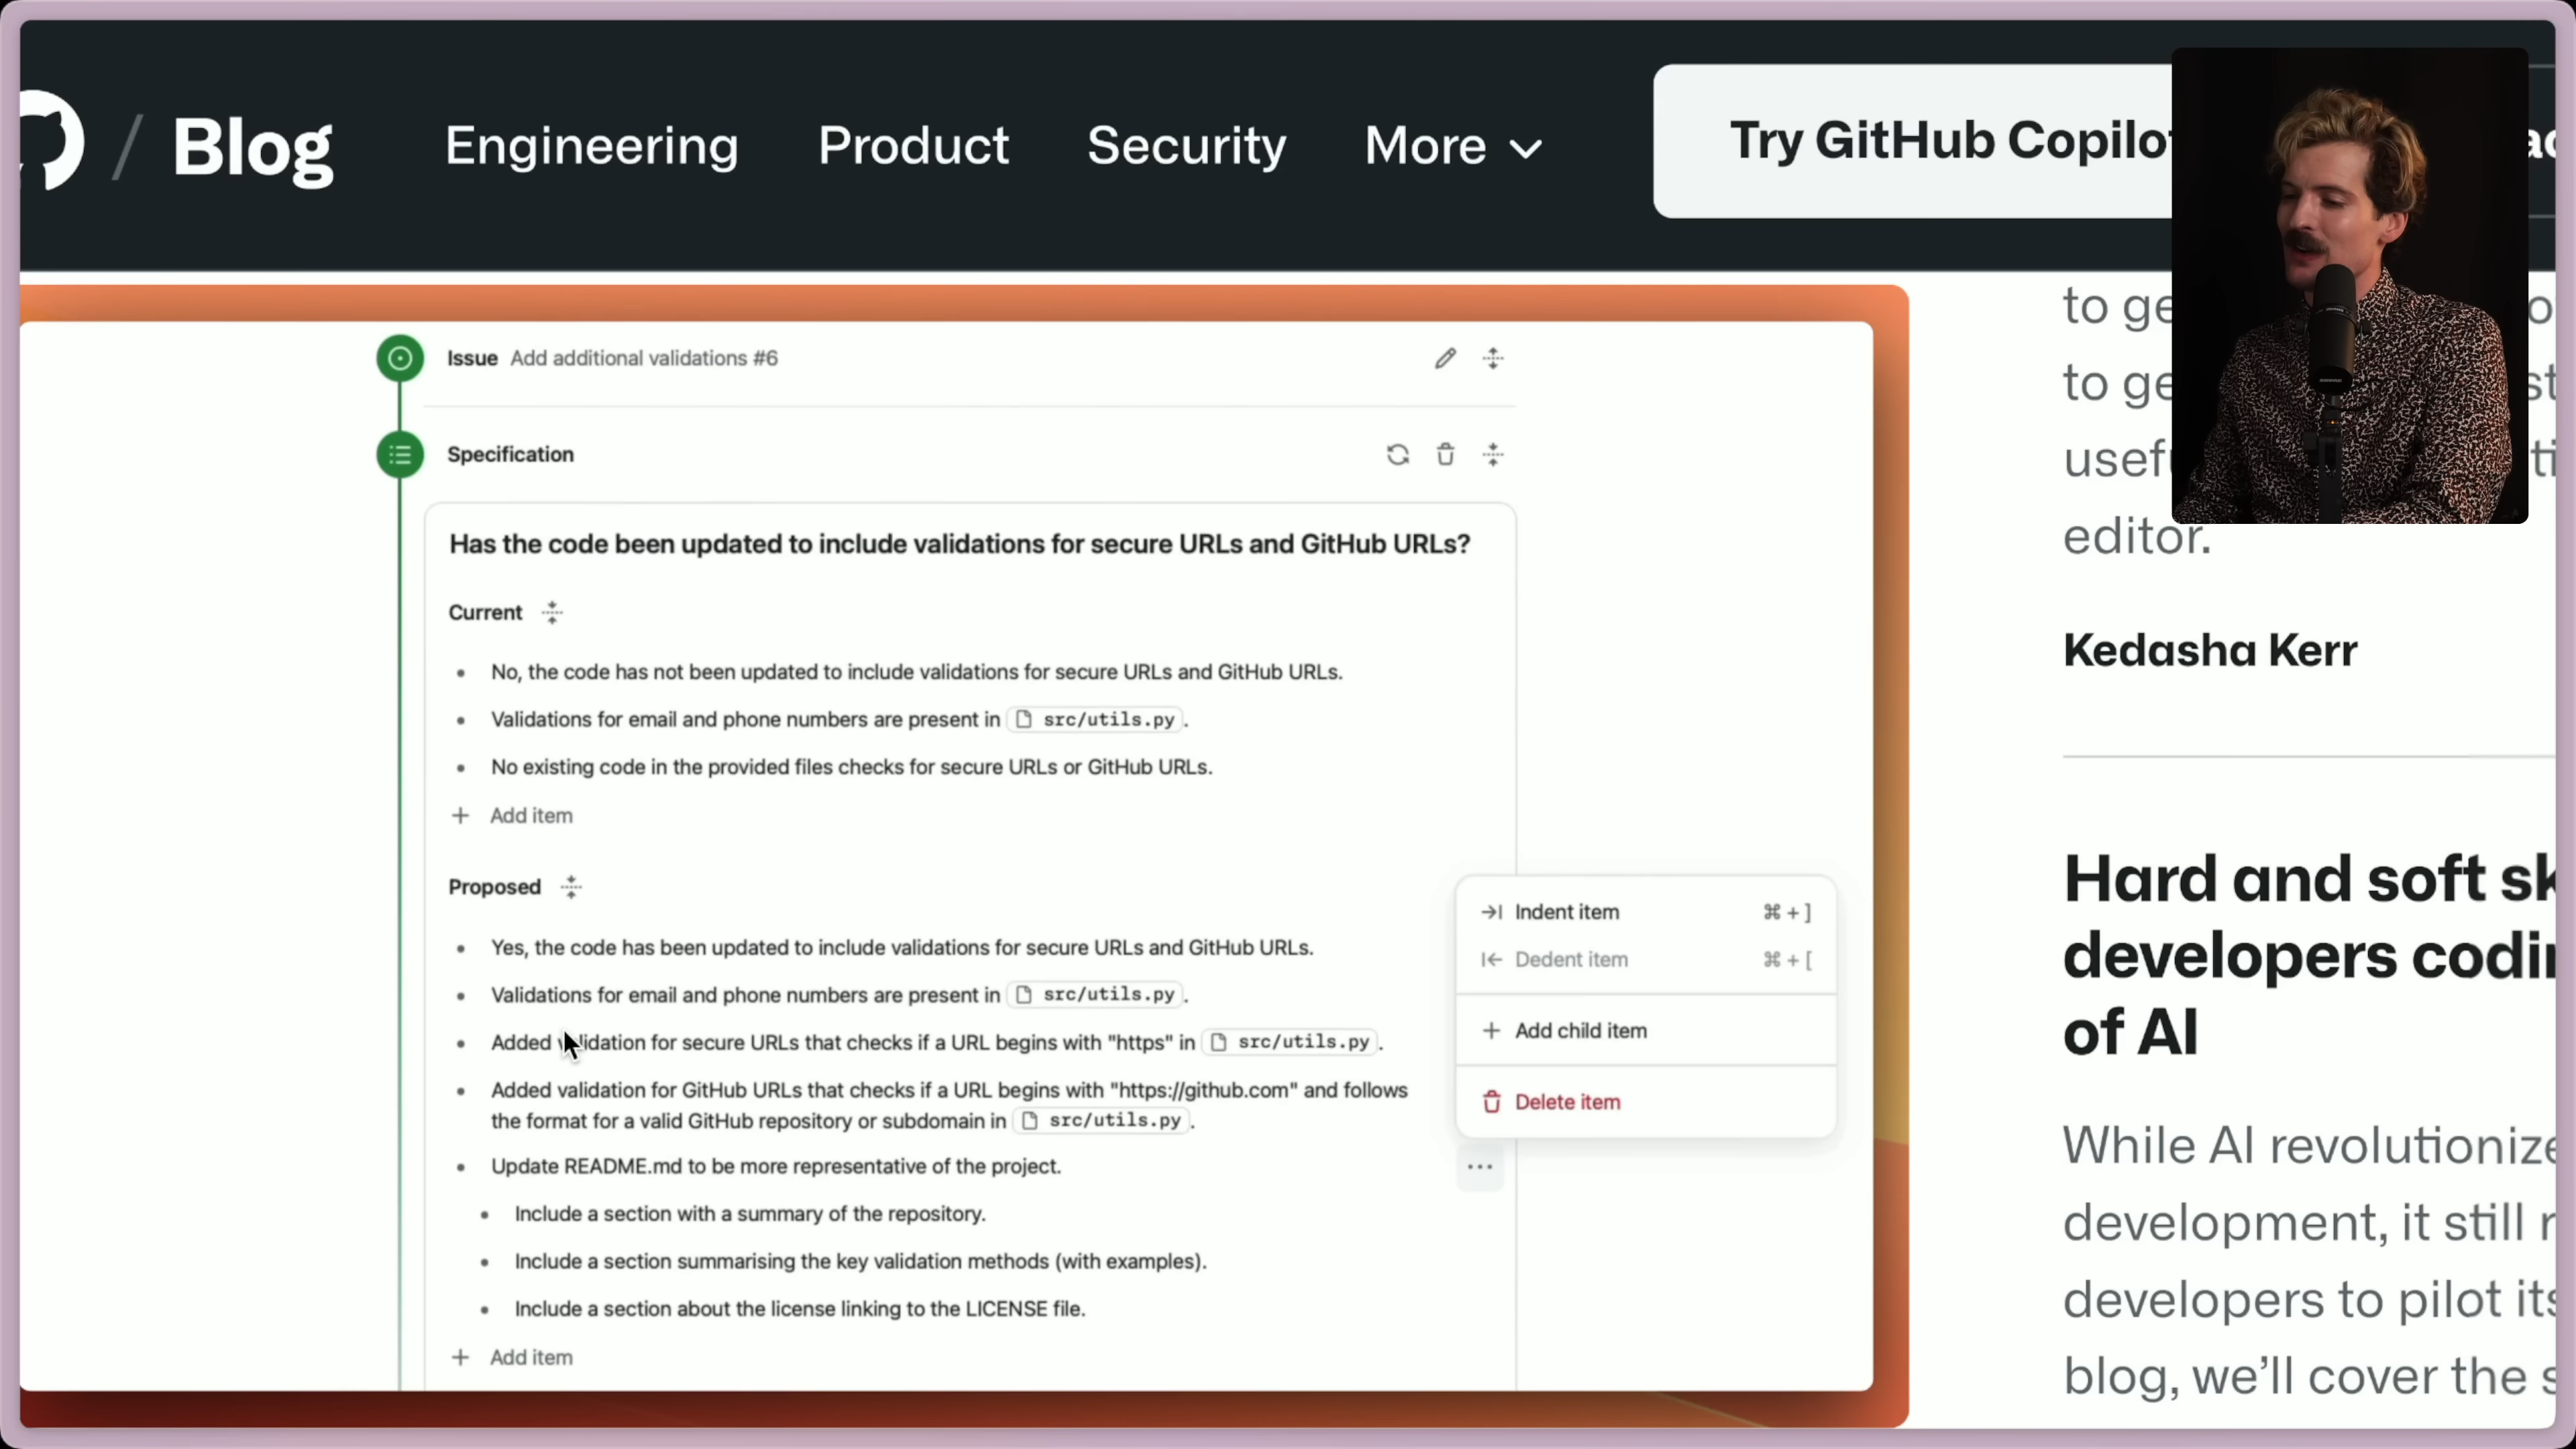 / Blog Engineering Product Security More
Try GitHub
Issue Add additional validations #6
Specification
Has the code been updated to include validations for secure URLs and GitHub URLs?
Current
No, the code has not been updated to include validations for secure URLs and GitHub URLs.
Validations for email and phone numbers are present in src/utils.py.
No existing code in the provided files checks for secure URLs or GitHub URLs.
+ Add item
Proposed
Yes, the code has been updated to include validations for secure URLs and GitHub URLs.
Validations for email and phone numbers are present in src/utils.py.
Added validation for secure URLs that checks if a URL begins with "https" in src/utils.py.
Added validation for GitHub URLs that checks if a URL begins with "https://github.com" and follows
the format for a valid GitHub repository or subdomain in src/utils.py.
Update README.md to be more representative of the project.
Include a section with a summary of the repository.
Include a section summarising the key validation methods (with examples).
Include a section about the license linking to the LICENSE file.
+ Add item
Indent item ⌘ + ]
Dedent item ⌘ + [
+ Add child item
Delete item
...
to
to
editor.
Kedasha Kerr
Hard and soft
developers
of AI
While AI
development, it still
developers to pilot
blog, we'll cover the